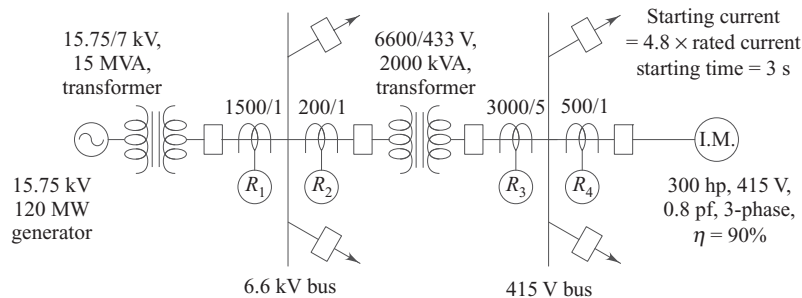 15.75/7 kV,
15 MVA,
transformer
6600/433 V,
2000 kVA,
transformer
Starting current
= 4.8 × rated current
starting time = 3 s
1500/1
200/1
3000/5
500/1
R1
R2
R3
R4
I.M.
15.75 kV
120 MW
generator
300 hp, 415 V,
0.8 pf, 3-phase,
η = 90%
6.6 kV bus
415 V bus